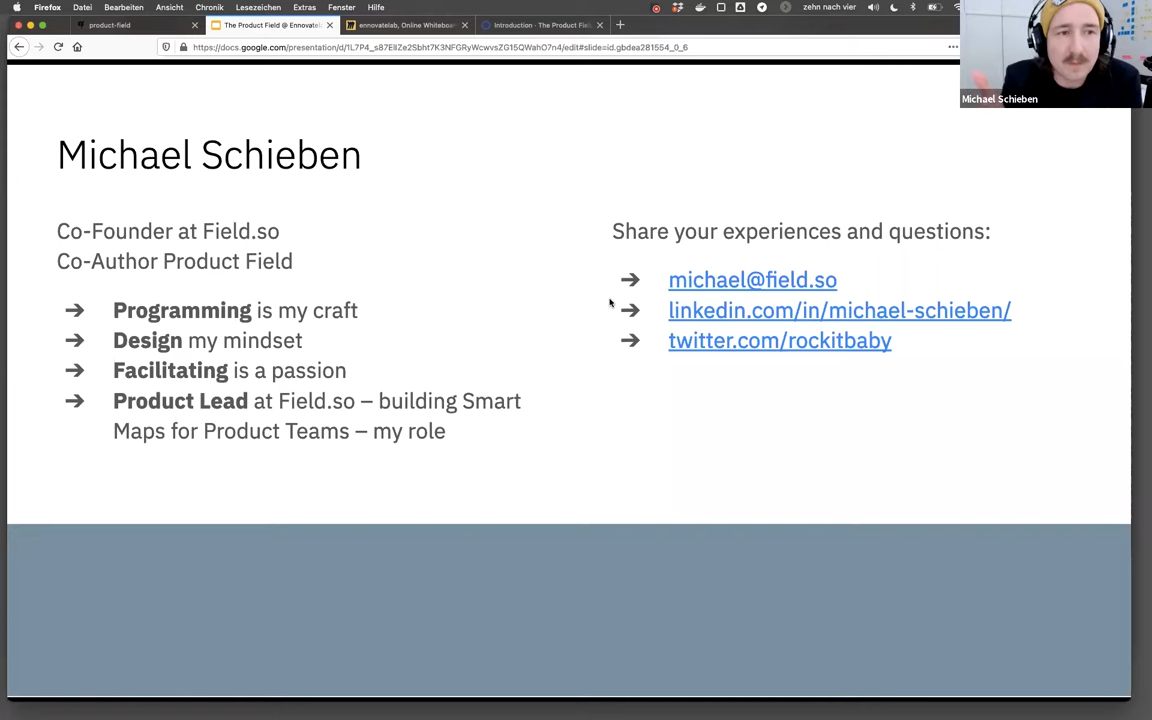 Firefox Datei Bearbeiten Ansicht Chronik Lesezeichen Extras Fenster Hilfe zehn nach vier
product-field
The Product Field @ Ennovatel
ennovatelab, Online Whiteboar
Introduction · The Product Fie
https://docs.google.com/presentation/d/1L7P4_s87EIIZe2Sbht7K3NFGRyWcwvsZG15QWahO7n4/edit#slide=id.gbdea281554_0_6
Michael Schieben
Michael Schieben
Co-Founder at Field.so
Co-Author Product Field
➔ Programming is my craft
➔ Design my mindset
➔ Facilitating is a passion
➔ Product Lead at Field.so – building Smart
Maps for Product Teams – my role
Share your experiences and questions:
➔ michael@field.so
➔ linkedin.com/in/michael-schieben/
➔ twitter.com/rockitbaby